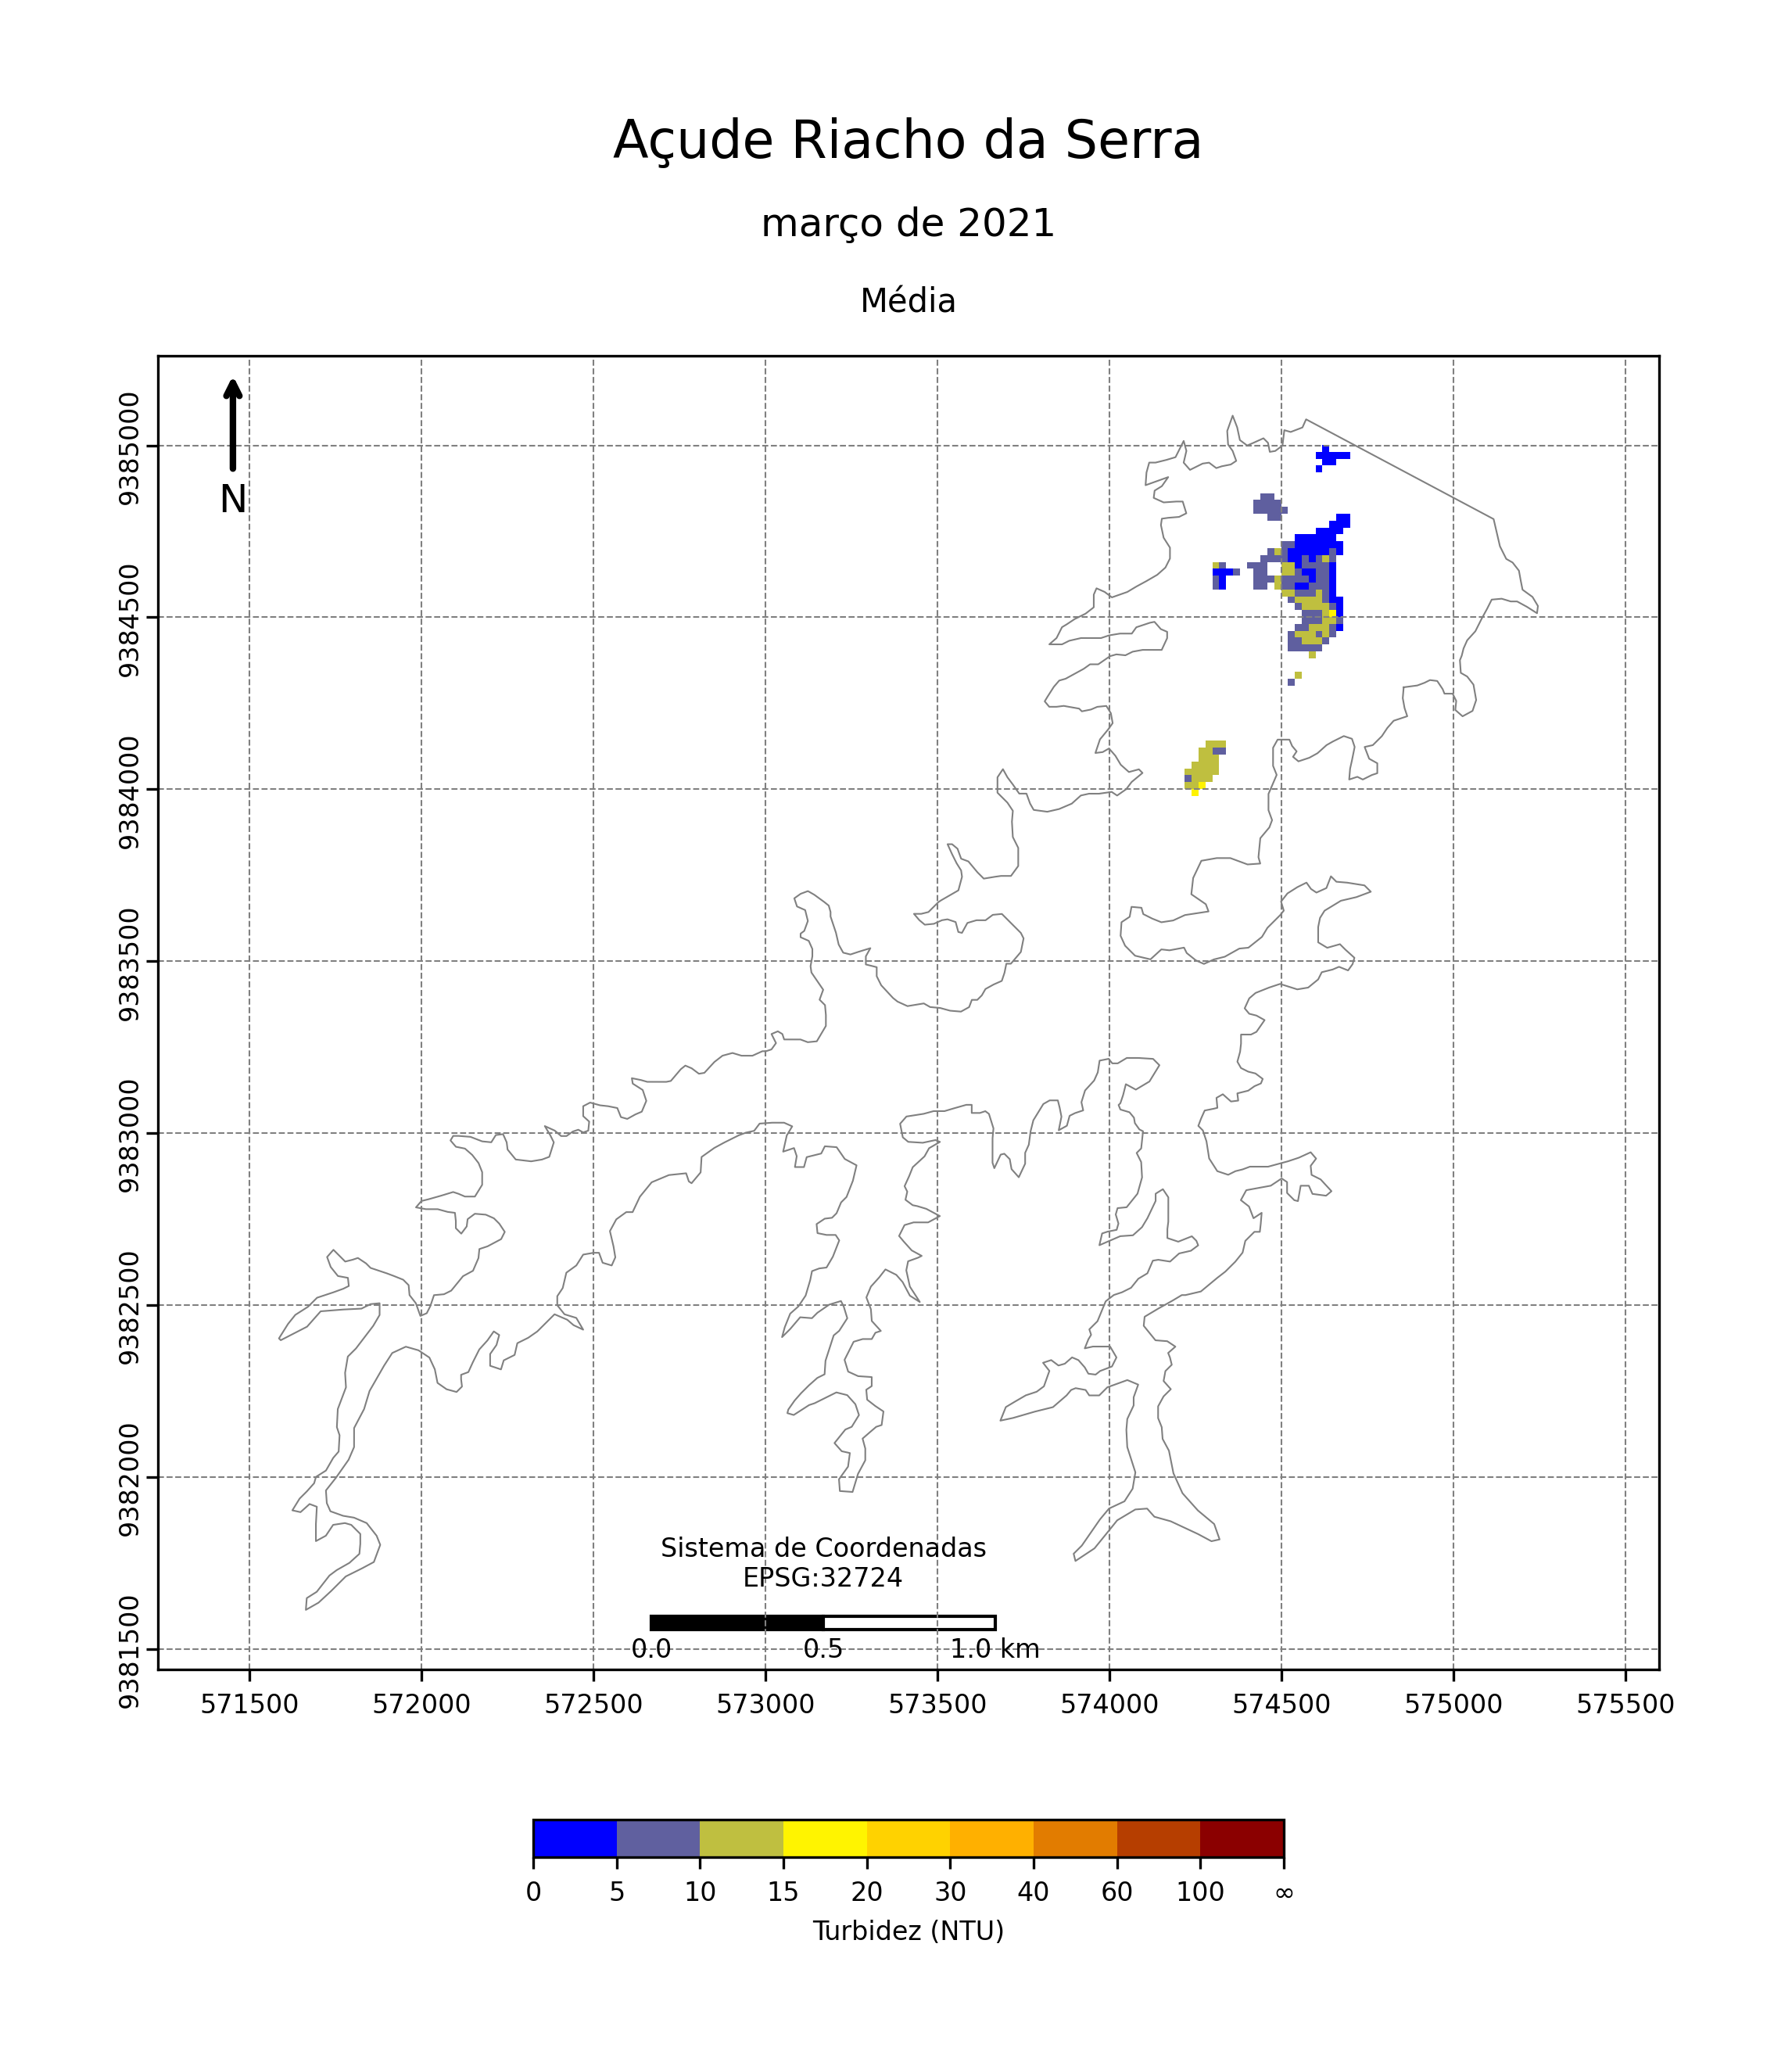 Açude Riacho da Serra
março de 2021
Média
N
9385000
9384500
9384000
9383500
9383000
9382500
9382000
9381500
Sistema de Coordenadas
EPSG:32724
0.0 0.5 1.0 km
571500 572000 572500 573000 573500 574000 574500 575000 575500
0 5 10 15 20 30 40 60 100 ∞
Turbidez (NTU)